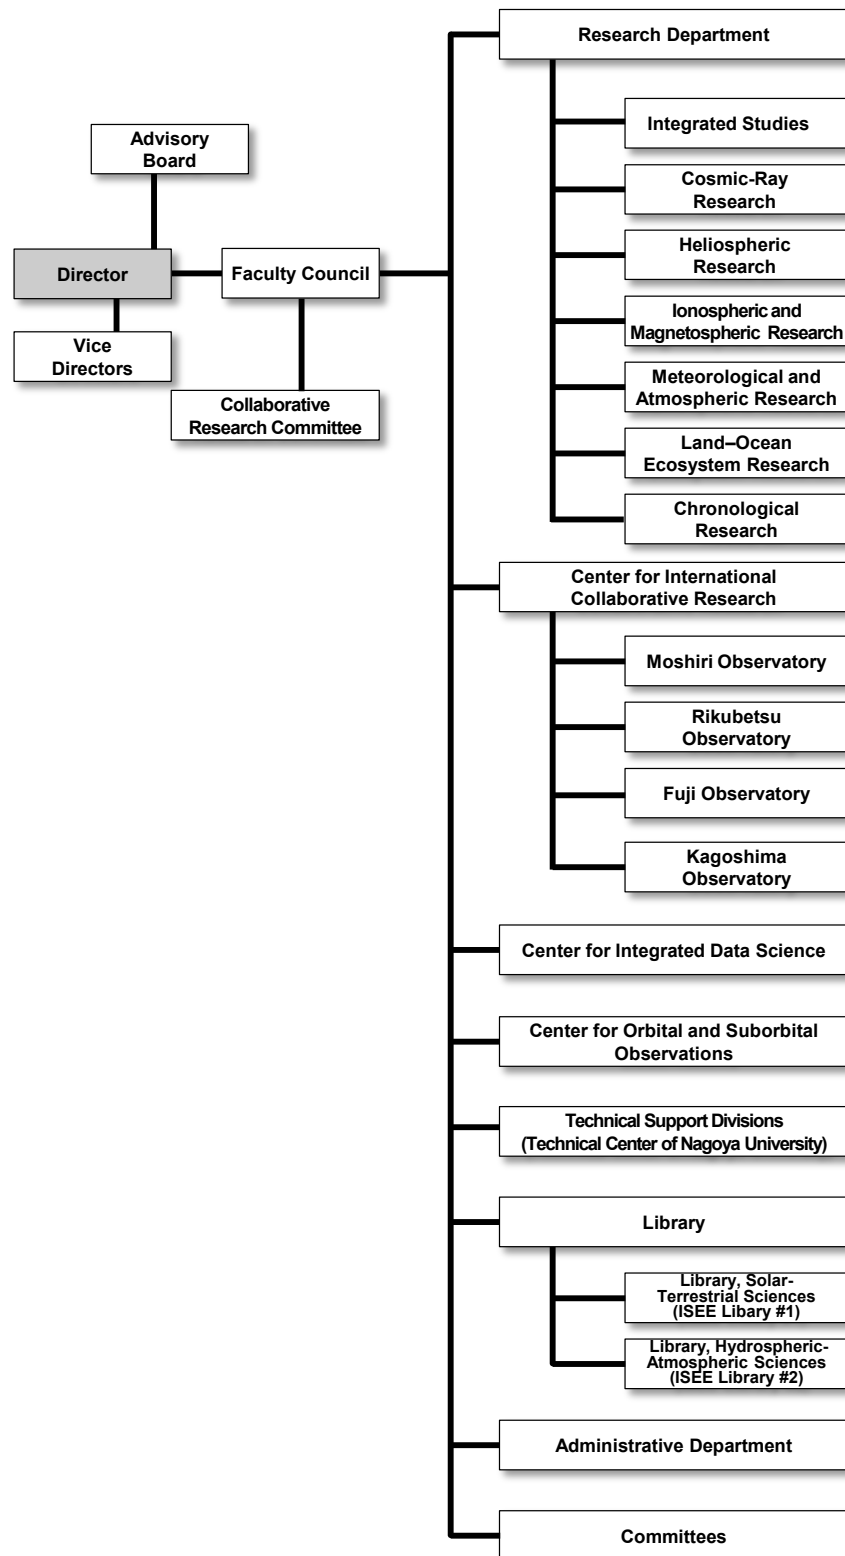 Research Department
Integrated Studies
Advisory
Board
Cosmic-Ray
Research
Heliospheric
Research
Director
Faculty Council
Ionospheric and
Magnetospheric Research
Vice
Directors
Meteorological and
Atmospheric Research
Collaborative
Research Committee
Land–Ocean
Ecosystem Research
Chronological
Research
Center for International
Collaborative Research
Moshiri Observatory
Rikubetsu
Observatory
Fuji Observatory
Kagoshima
Observatory
Center for Integrated Data Science
Center for Orbital and Suborbital
Observations
Technical Support Divisions
(Technical Center of Nagoya University)
Library
Library, Solar-
Terrestrial Sciences
(ISEE Libary #1)
Library, Hydrospheric-
Atmospheric Sciences
(ISEE Library #2)
Administrative Department
Committees